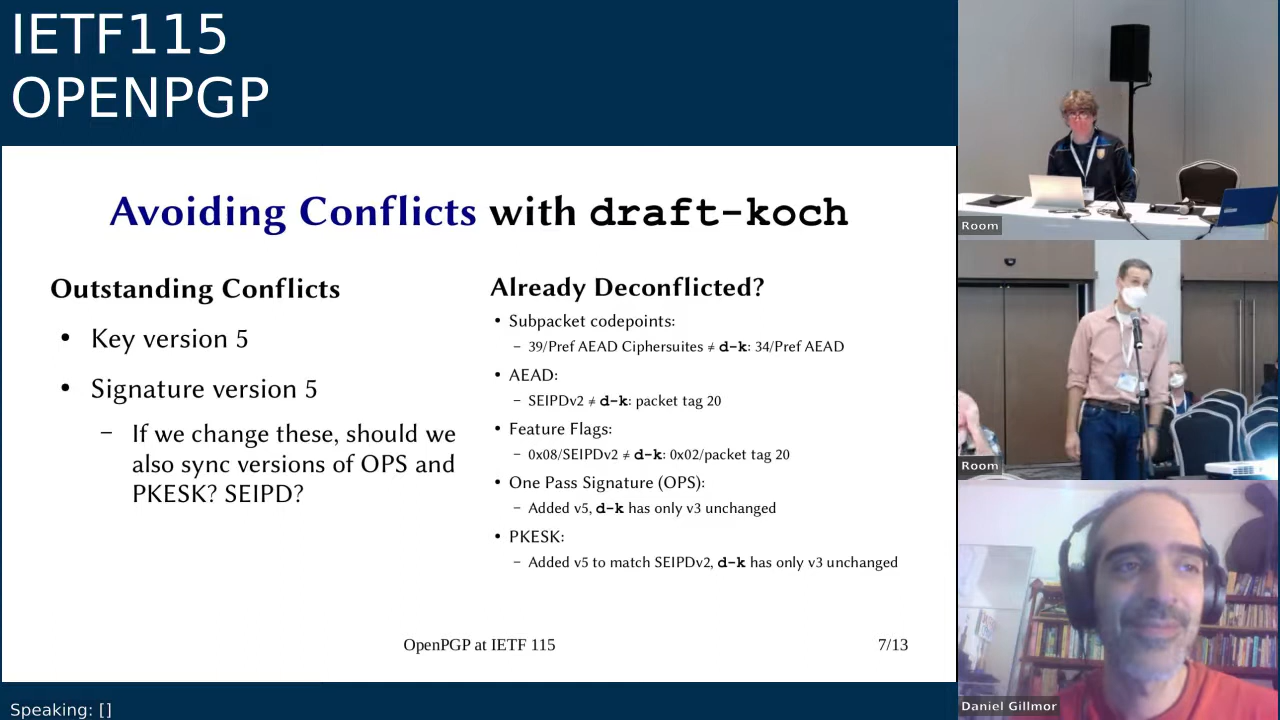 IETF115
OPENPGP
Avoiding Conflicts with draft-koch
Outstanding Conflicts
• Key version 5
• Signature version 5
– If we change these, should we
also sync versions of OPS and
PKESK? SEIPD?
Already Deconflicted?
• Subpacket codepoints:
– 39/Pref AEAD Ciphersuites ≠ d-k: 34/Pref AEAD
• AEAD:
– SEIPDv2 ≠ d-k: packet tag 20
• Feature Flags:
– 0x08/SEIPDv2 ≠ d-k: 0x02/packet tag 20
• One Pass Signature (OPS):
– Added v5, d-k has only v3 unchanged
• PKESK:
– Added v5 to match SEIPDv2, d-k has only v3 unchanged
OpenPGP at IETF 115
7/13
Speaking: []
Room
Room
Daniel Gillmor